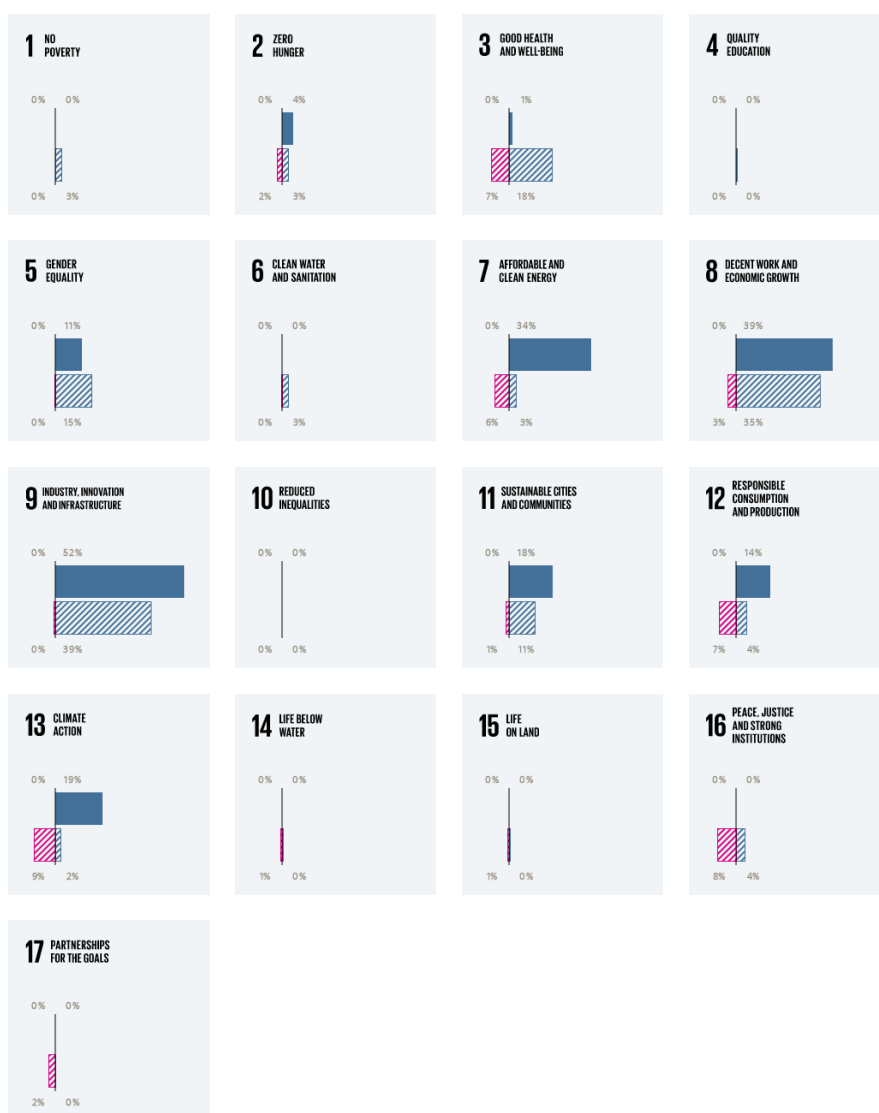 1 NO
POVERTY
0% 0%
0% 3%
2 ZERO
HUNGER
0% 4%
2% 3%
3 GOOD HEALTH
AND WELL-BEING
0% 1%
7% 18%
4 QUALITY
EDUCATION
0% 0%
0% 0%
5 GENDER
EQUALITY
0% 11%
0% 15%
6 CLEAN WATER
AND SANITATION
0% 0%
0% 3%
7 AFFORDABLE AND
CLEAN ENERGY
0% 34%
6% 3%
8 DECENT WORK AND
ECONOMIC GROWTH
0% 39%
3% 35%
9 INDUSTRY, INNOVATION
AND INFRASTRUCTURE
0% 52%
0% 39%
10 REDUCED
INEQUALITIES
0% 0%
0% 0%
11 SUSTAINABLE CITIES
AND COMMUNITIES
0% 18%
1% 11%
12 RESPONSIBLE
CONSUMPTION
AND PRODUCTION
0% 14%
7% 4%
13 CLIMATE
ACTION
0% 19%
9% 2%
14 LIFE BELOW
WATER
0% 0%
1% 0%
15 LIFE
ON LAND
0% 0%
1% 0%
16 PEACE, JUSTICE
AND STRONG
INSTITUTIONS
0% 0%
8% 4%
17 PARTNERSHIPS
FOR THE GOALS
0% 0%
2% 0%